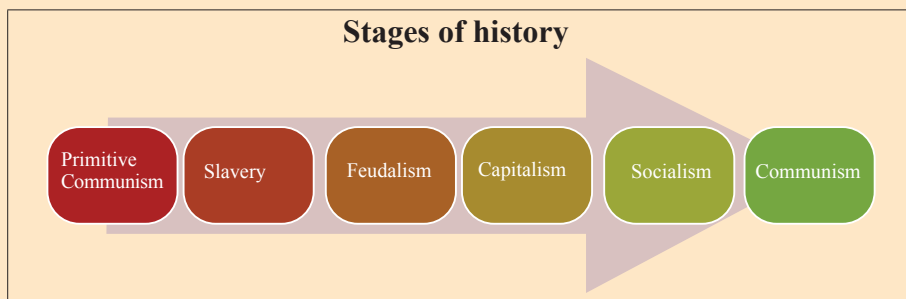 Stages of history
Primitive
Communism
Slavery
Feudalism
Capitalism
Socialism
Communism